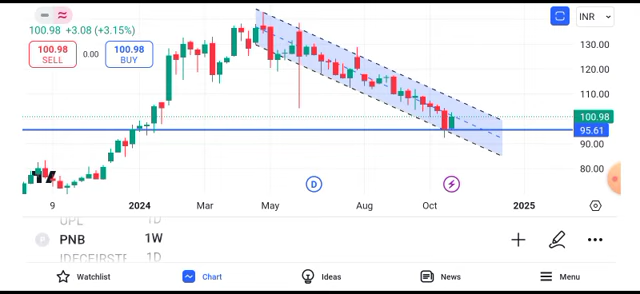 100.98 +3.08 (+3.15%)
INR
100.98
SELL
0.00
100.98
BUY
130.00
120.00
110.00
100.98
95.61
90.00
80.00
D
9
2024
Mar
May
Aug
Oct
2025
1D
P
PNB
1W
1D
Watchlist
Chart
Ideas
News
Menu